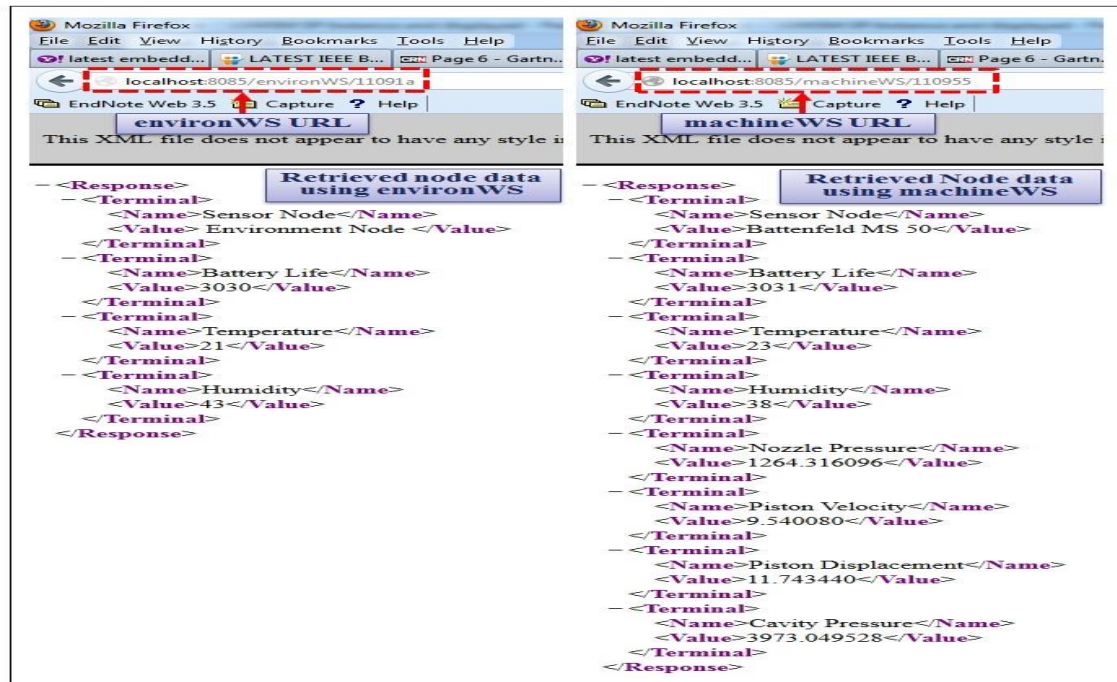 Mozilla Firefox
File Edit View History Bookmarks Tools Help
latest embedd... LATEST IEEE B... CRN Page 6 - Gartn..
localhost:8085/environWS/11091a
EndNote Web 3.5 Capture ? Help
environWS URL
This XML file does not appear to have any style i
Retrieved node data
using environWS
− <Response>
− <Terminal>
<Name>Sensor Node</Name>
<Value> Environment Node </Value>
</Terminal>
− <Terminal>
<Name>Battery Life</Name>
<Value>3030</Value>
</Terminal>
− <Terminal>
<Name>Temperature</Name>
<Value>21</Value>
</Terminal>
− <Terminal>
<Name>Humidity</Name>
<Value>43</Value>
</Terminal>
</Response>
Mozilla Firefox
File Edit View History Bookmarks Tools Help
latest embedd... LATEST IEEE B... CRN Page 6 - Gartn..
localhost:8085/machineWS/110955
EndNote Web 3.5 Capture ? Help
machineWS URL
This XML file does not appear to have any style
Retrieved Node data
using machineWS
− <Response>
− <Terminal>
<Name>Sensor Node</Name>
<Value>Battenfeld MS 50</Value>
</Terminal>
− <Terminal>
<Name>Battery Life</Name>
<Value>3031</Value>
</Terminal>
− <Terminal>
<Name>Temperature</Name>
<Value>23</Value>
</Terminal>
− <Terminal>
<Name>Humidity</Name>
<Value>38</Value>
</Terminal>
− <Terminal>
<Name>Nozzle Pressure</Name>
<Value>1264.316096</Value>
</Terminal>
− <Terminal>
<Name>Piston Velocity</Name>
<Value>9.540080</Value>
</Terminal>
− <Terminal>
<Name>Piston Displacement</Name>
<Value>11.743440</Value>
</Terminal>
− <Terminal>
<Name>Cavity Pressure</Name>
<Value>3973.049528</Value>
</Terminal>
</Response>